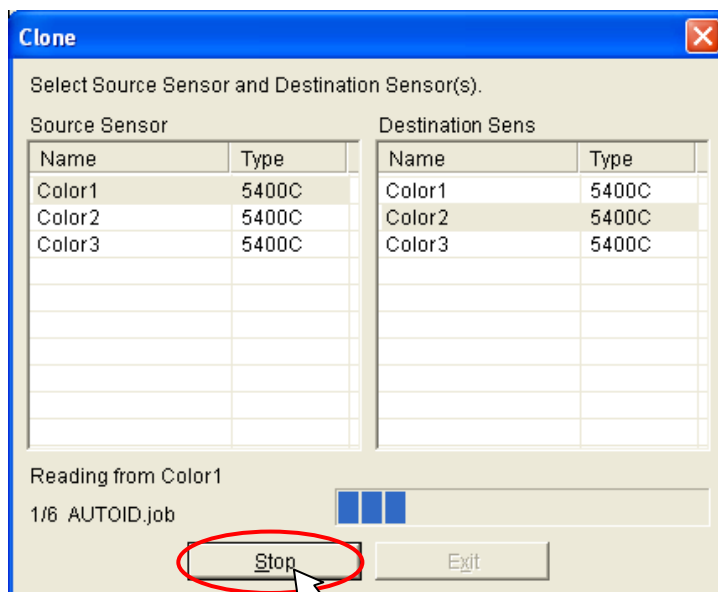 Clone
Select Source Sensor and Destination Sensor(s).
Source Sensor Destination Sens
Name Type Name Type
Color1 5400C Color1 5400C
Color2 5400C Color2 5400C
Color3 5400C Color3 5400C
Reading from Color1
1/6 AUTOID.job
Stop Exit